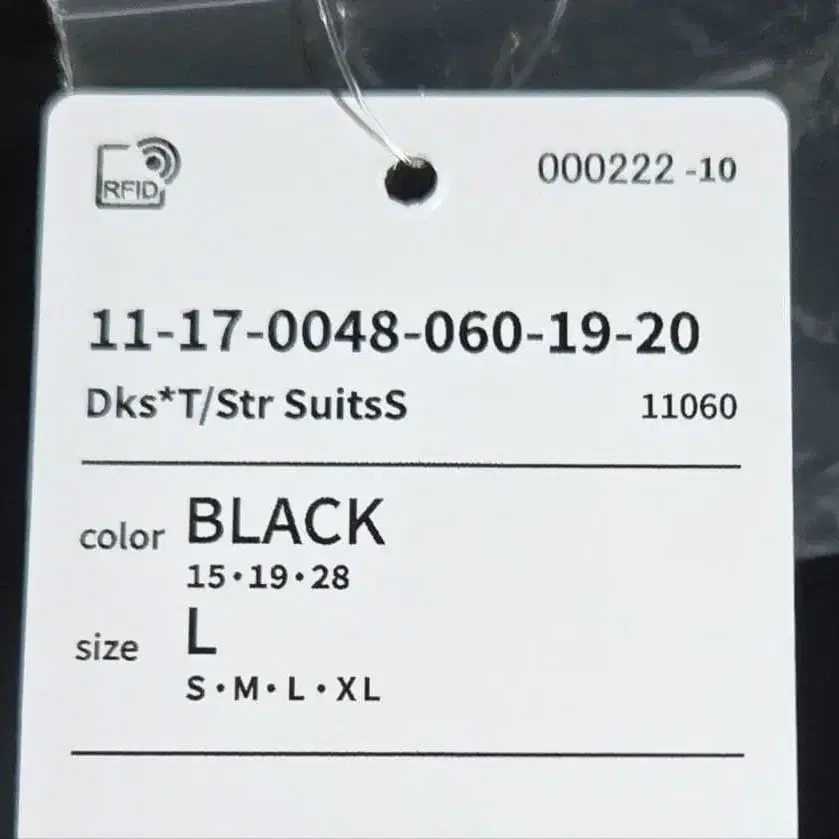 RFID
000222 -10
11-17-0048-060-19-20
Dks*T/Str SuitsS
11060
color BLACK
15・19・28
size L
S・M・L・XL